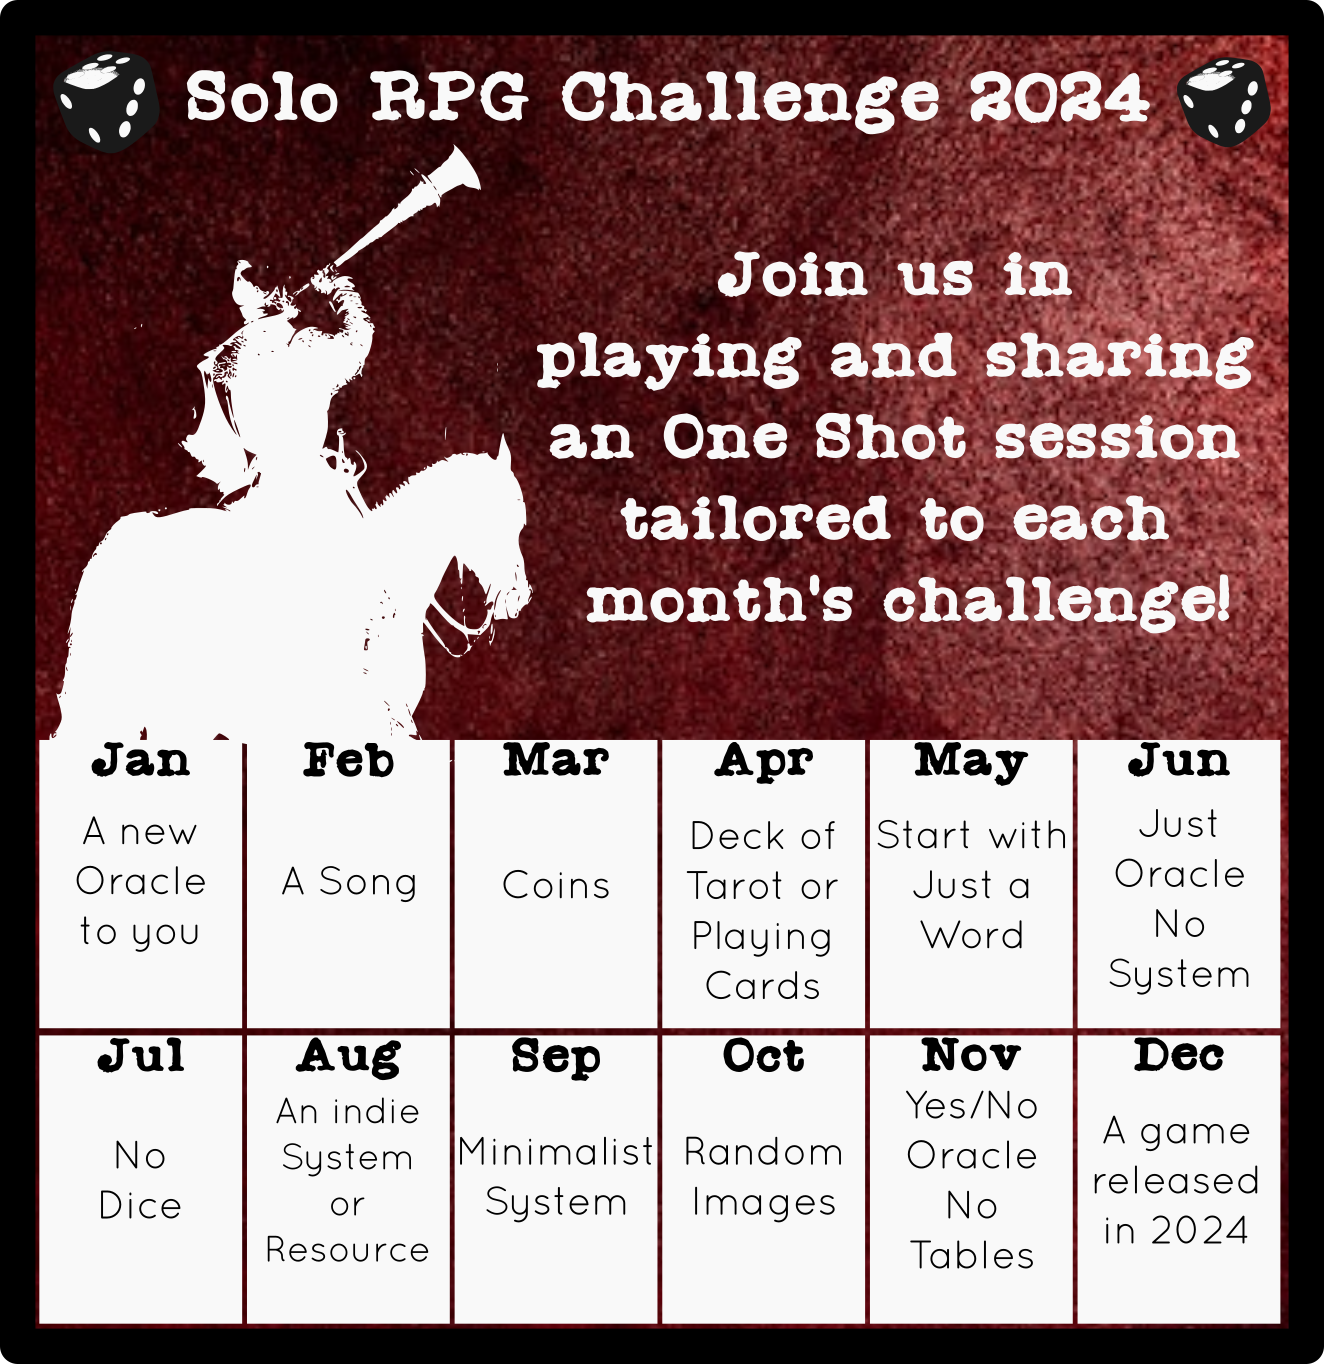 Solo RPG Challenge 2024
Join us in
playing and sharing
an One Shot session
tailored to each
month's challenge!
Jan
A new
Oracle
to you
Feb
A Song
Mar
Coins
Apr
Deck of
Tarot or
Playing
Cards
May
Start with
Just a
Word
Jun
Just
Oracle
No
System
Jul
No
Dice
Aug
An indie
System
or
Resource
Sep
Minimalist
System
Oct
Random
Images
Nov
Yes/No
Oracle
No
Tables
Dec
A game
released
in 2024